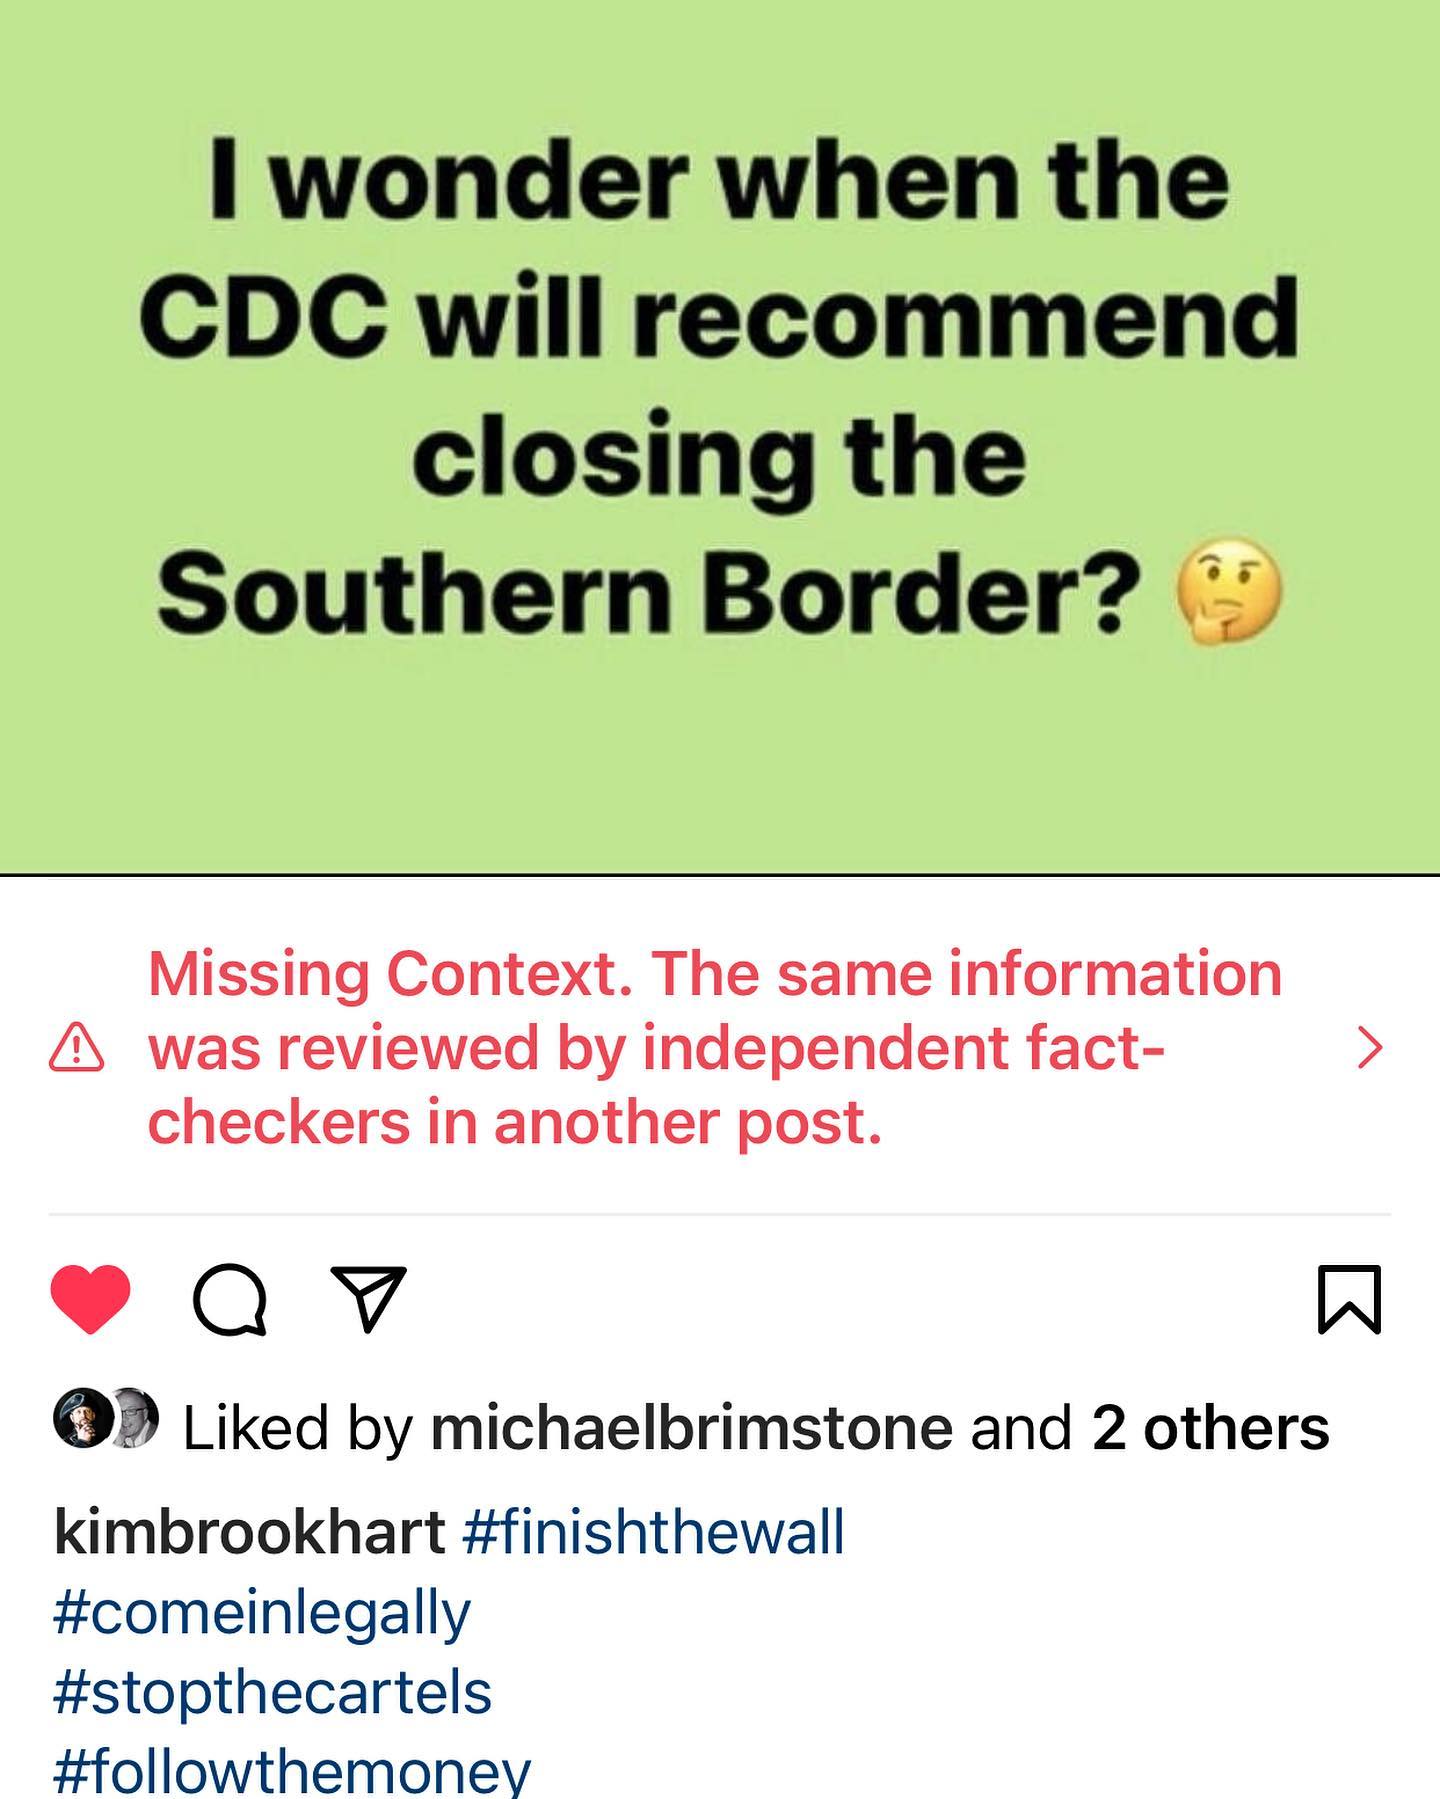 I wonder when the
CDC will recommend
closing the
Southern Border? 🤔
Missing Context. The same information
was reviewed by independent fact-
checkers in another post.
Liked by michaelbrimstone and 2 others
kimbrookhart #finishthewall
#comeinlegally
#stopthecartels
#followthemoney